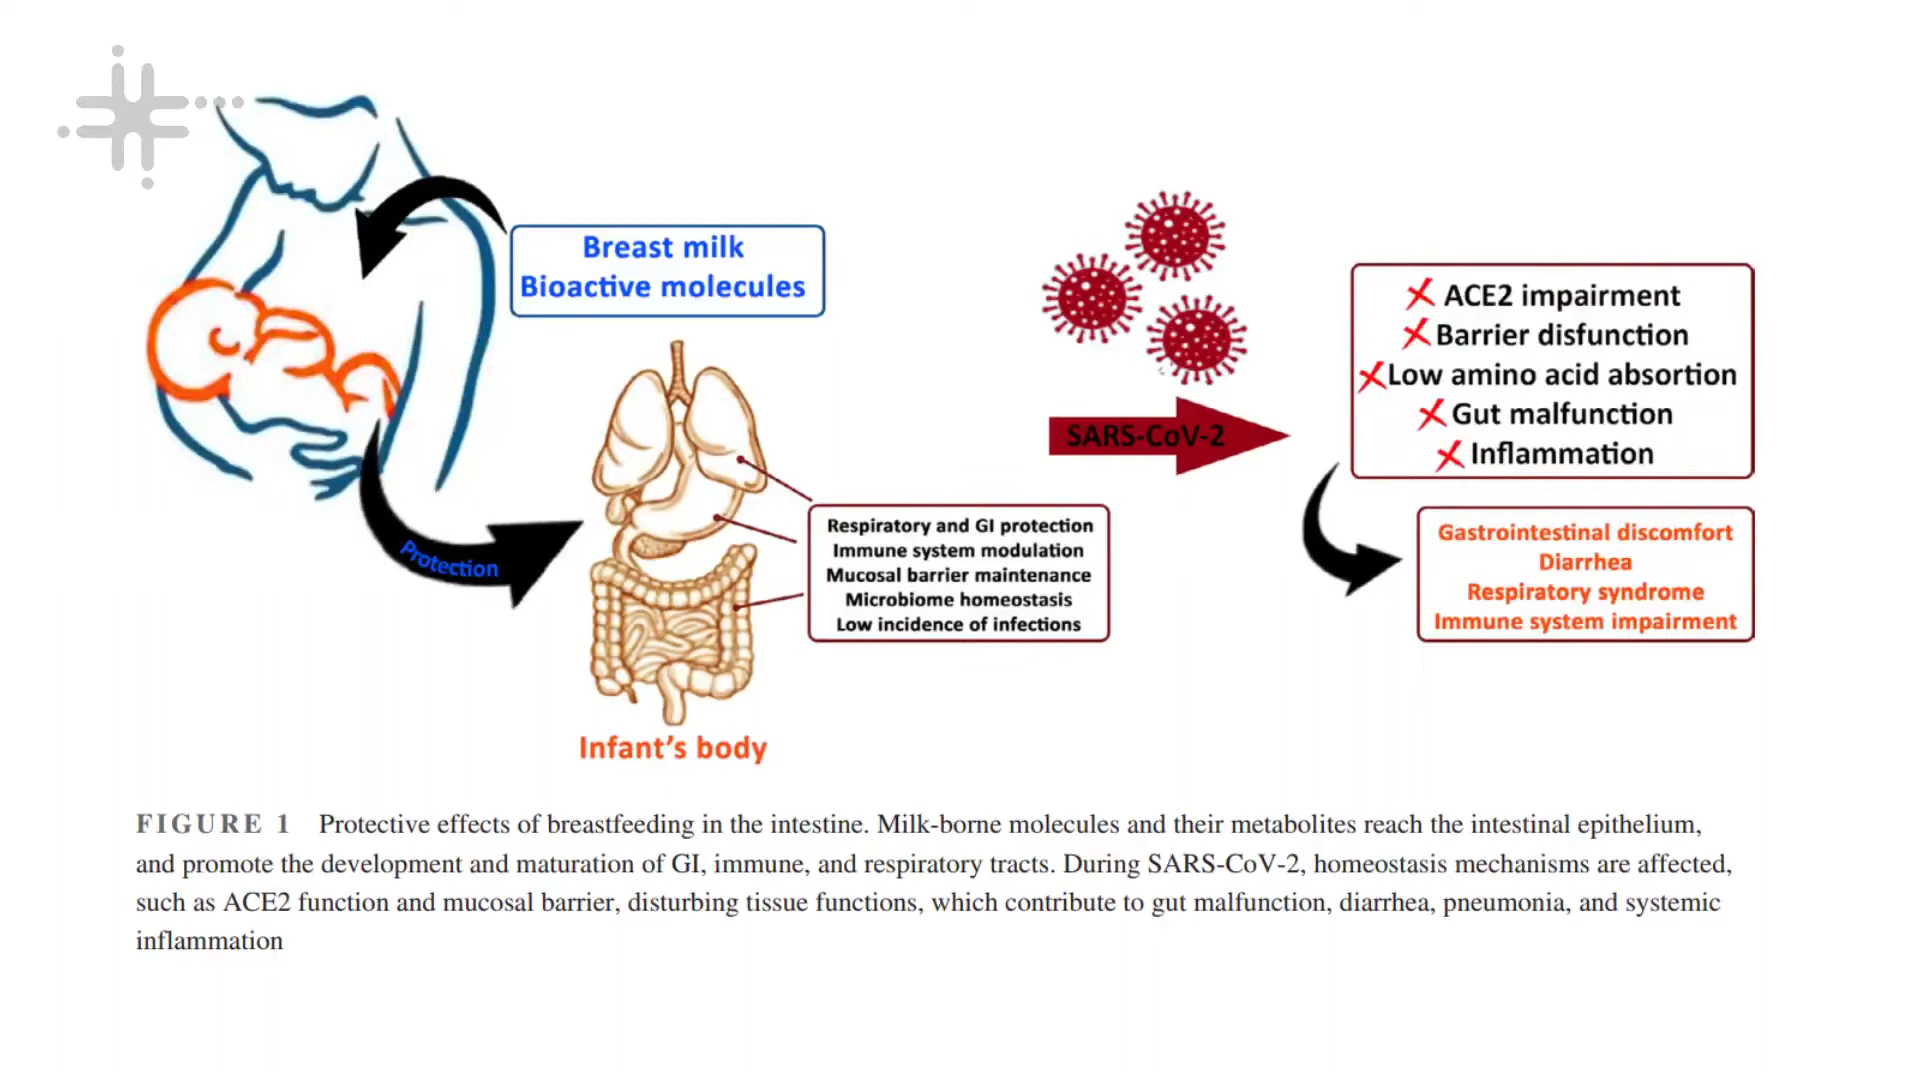 Breast milk
Bioactive molecules
Protection
Infant’s body
Respiratory and GI protection
Immune system modulation
Mucosal barrier maintenance
Microbiome homeostasis
Low incidence of infections
SARS-CoV-2
ACE2 impairment
Barrier disfunction
Low amino acid absortion
Gut malfunction
Inflammation
Gastrointestinal discomfort
Diarrhea
Respiratory syndrome
Immune system impairment
FIGURE 1 Protective effects of breastfeeding in the intestine. Milk-borne molecules and their metabolites reach the intestinal epithelium,
and promote the development and maturation of GI, immune, and respiratory tracts. During SARS-CoV-2, homeostasis mechanisms are affected,
such as ACE2 function and mucosal barrier, disturbing tissue functions, which contribute to gut malfunction, diarrhea, pneumonia, and systemic
inflammation